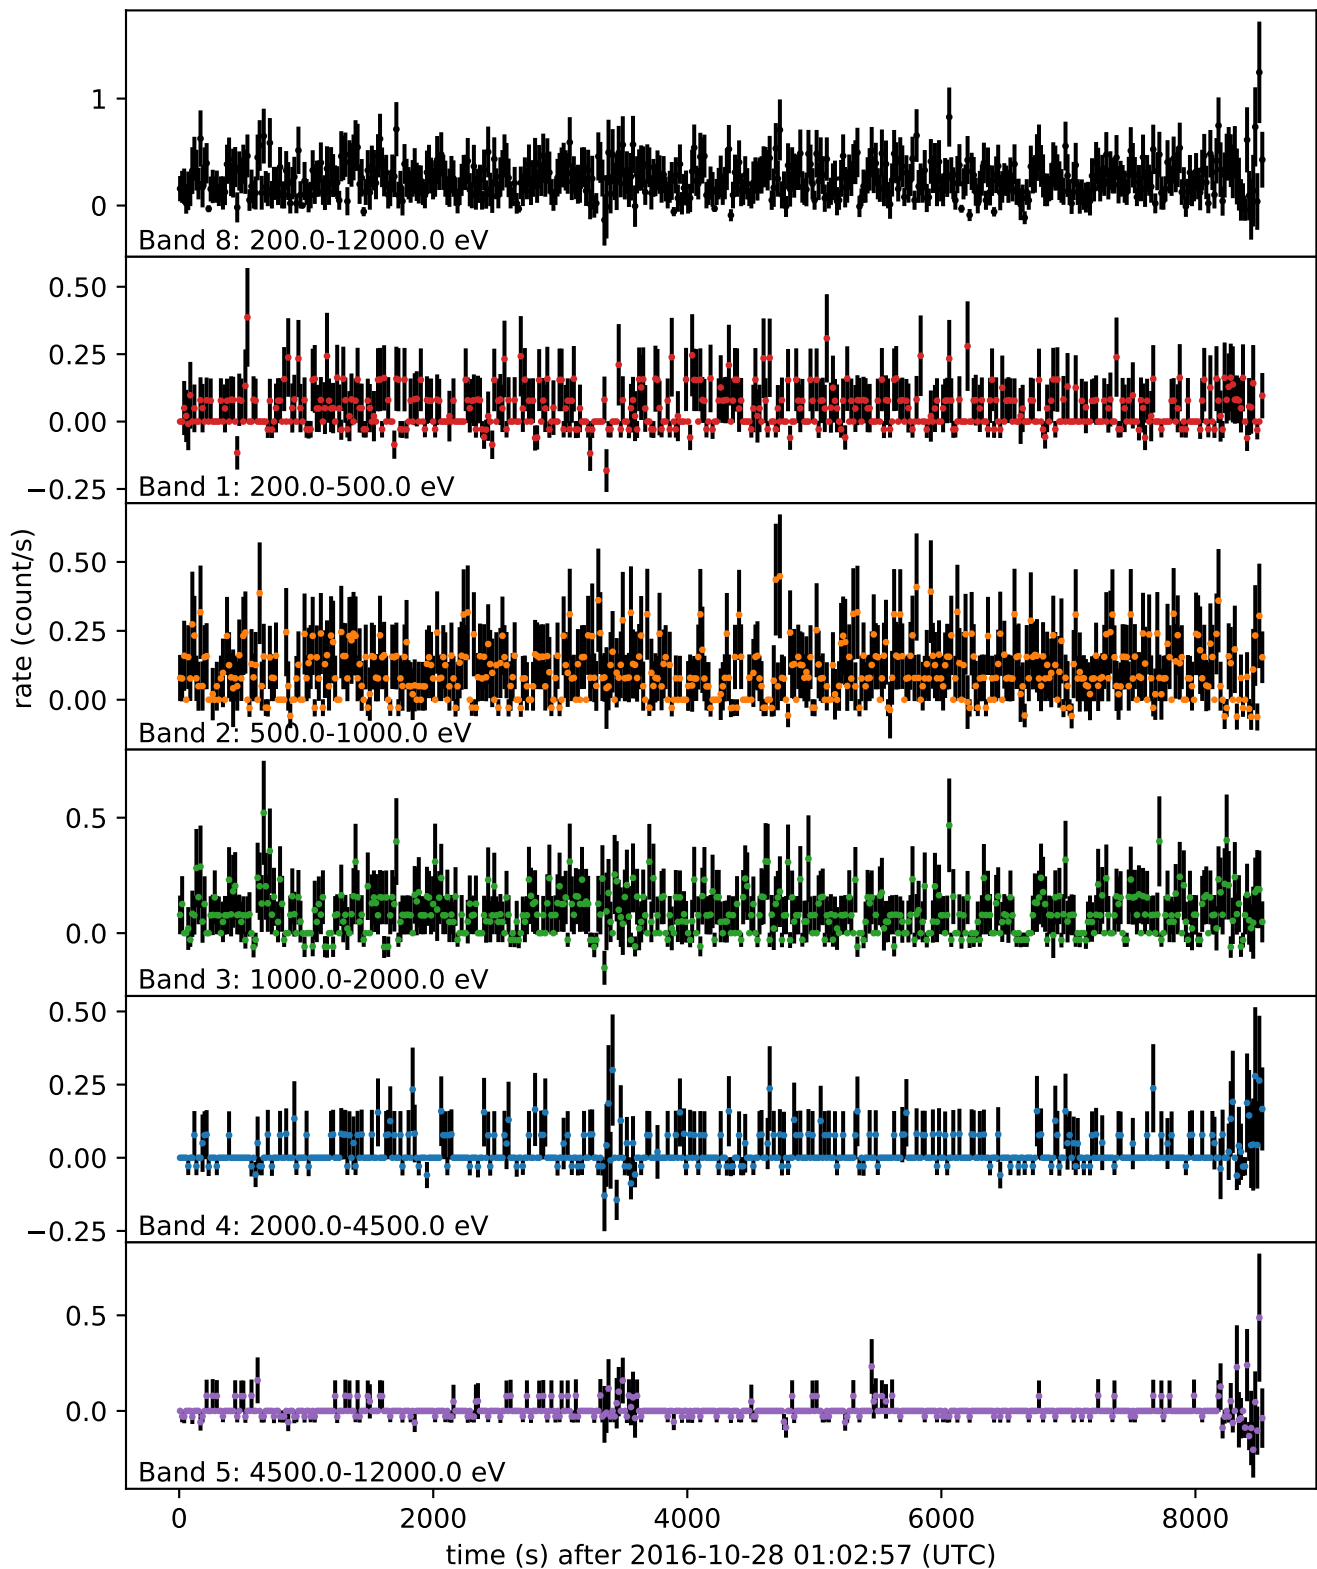 1
0
Band 8: 200.0-12000.0 eV
0.50
0.25
0.00
−0.25
Band 1: 200.0-500.0 eV
rate (count/s)
0.50
0.25
0.00
Band 2: 500.0-1000.0 eV
0.5
0.0
Band 3: 1000.0-2000.0 eV
0.50
0.25
0.00
−0.25
Band 4: 2000.0-4500.0 eV
0.5
0.0
Band 5: 4500.0-12000.0 eV
0 2000 4000 6000 8000
time (s) after 2016-10-28 01:02:57 (UTC)